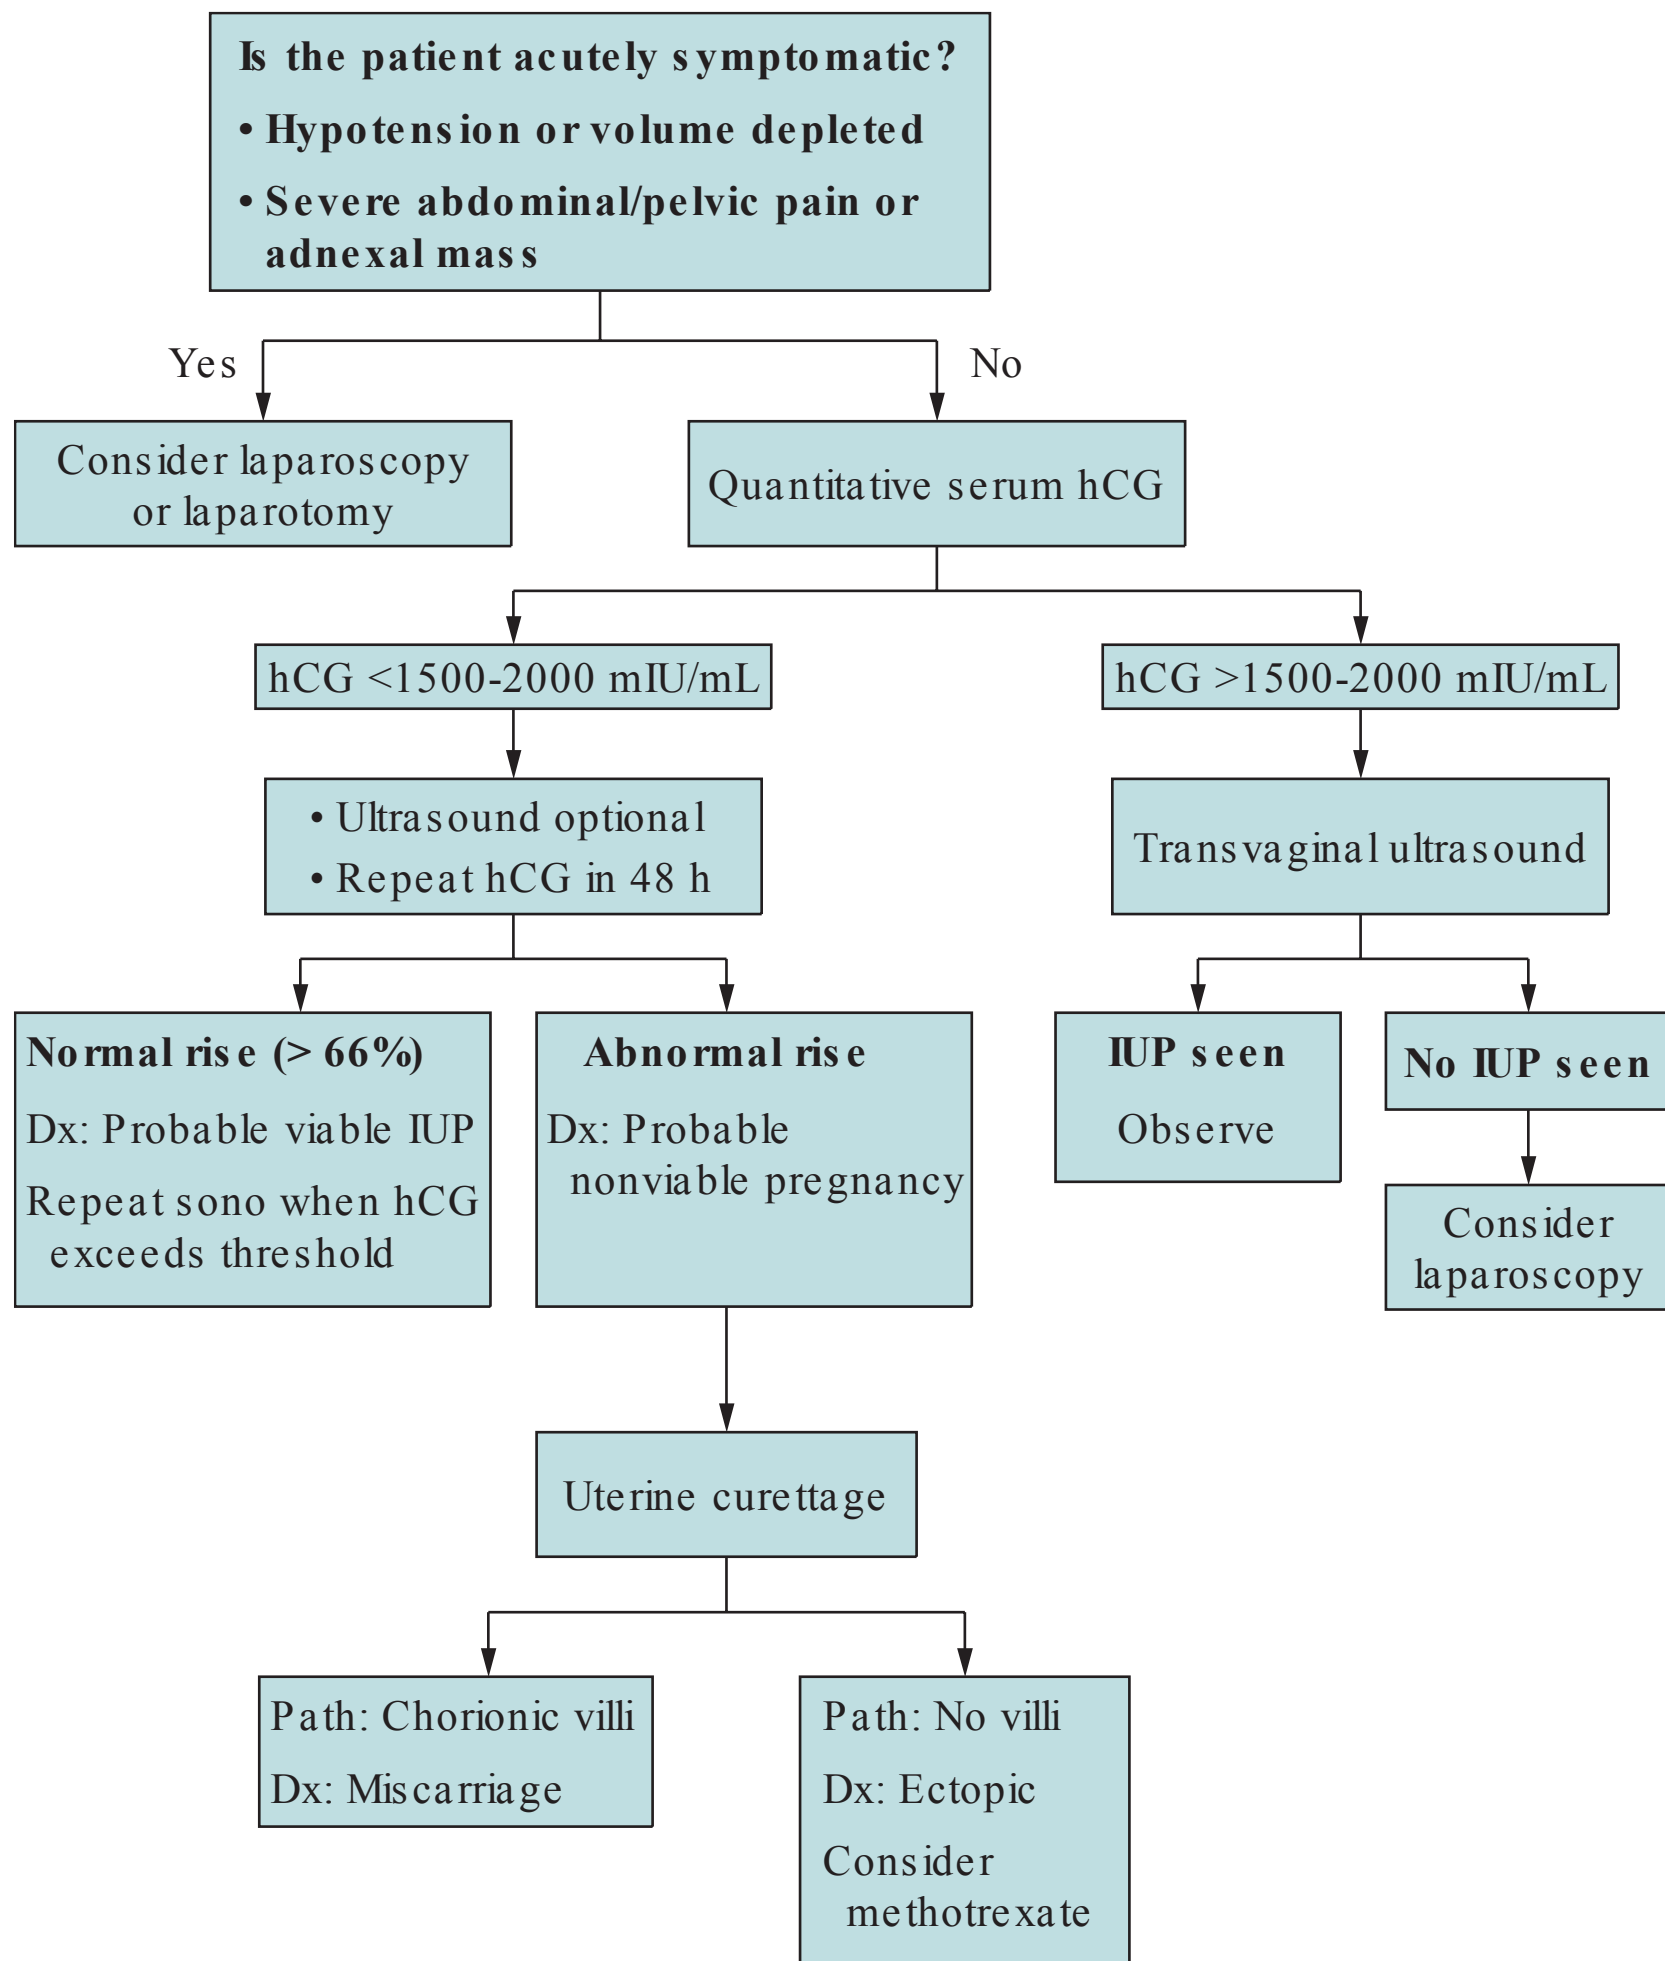 Is the patient acutely symptomatic?
• Hypotension or volume depleted
• Severe abdominal/pelvic pain or
adnexal mass
Yes
No
Consider laparoscopy
or laparotomy
Quantitative serum hCG
hCG <1500-2000 mIU/mL
hCG >1500-2000 mIU/mL
• Ultrasound optional
• Repeat hCG in 48 h
Transvaginal ultrasound
Normal rise (> 66%)
Dx: Probable viable IUP
Repeat sono when hCG
exceeds threshold
Abnormal rise
Dx: Probable
nonviable pregnancy
IUP seen
Observe
No IUP seen
Consider
laparoscopy
Uterine curettage
Path: Chorionic villi
Dx: Miscarriage
Path: No villi
Dx: Ectopic
Consider
methotrexate